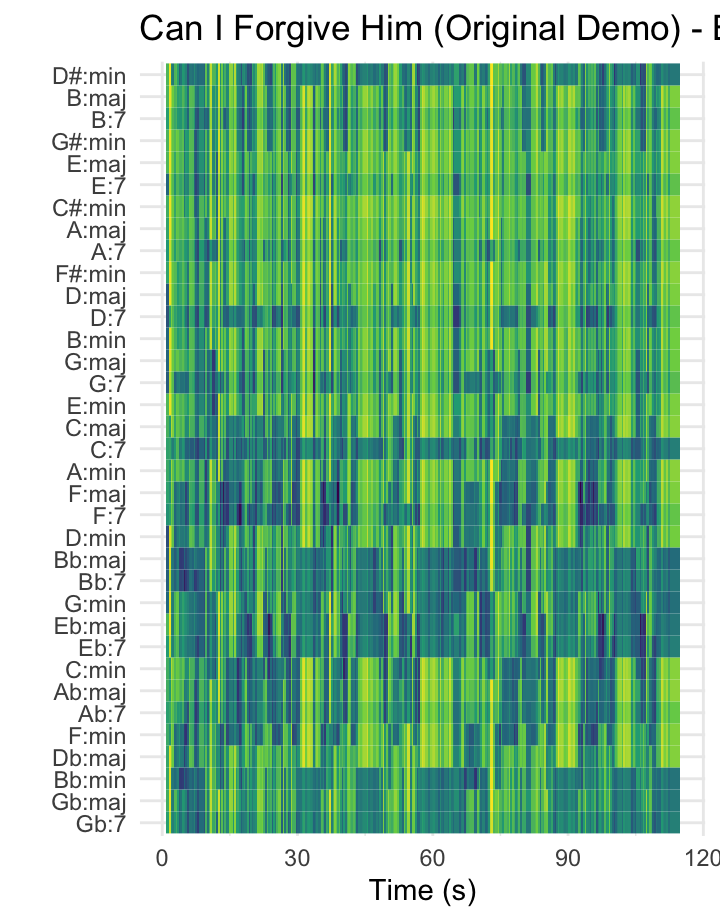 Can I Forgive Him (Original Demo) -
D#:min
B:maj
B:7
G#:min
E:maj
E:7
C#:min
A:maj
A:7
F#:min
D:maj
D:7
B:min
G:maj
G:7
E:min
C:maj
C:7
A:min
F:maj
F:7
D:min
Bb:maj
Bb:7
G:min
Eb:maj
Eb:7
C:min
Ab:maj
Ab:7
F:min
Db:maj
Bb:min
Gb:maj
Gb:7
0 30 60 90 120
Time (s)